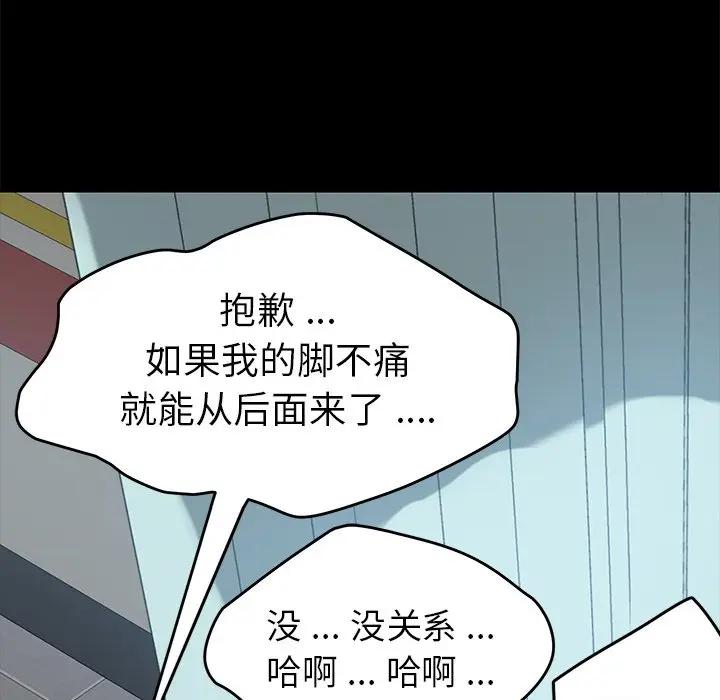 抱歉 ...
如果我的脚不痛
就能从后面来了 ....
没 ... 没关系 ...
哈啊 ... 哈啊 ...